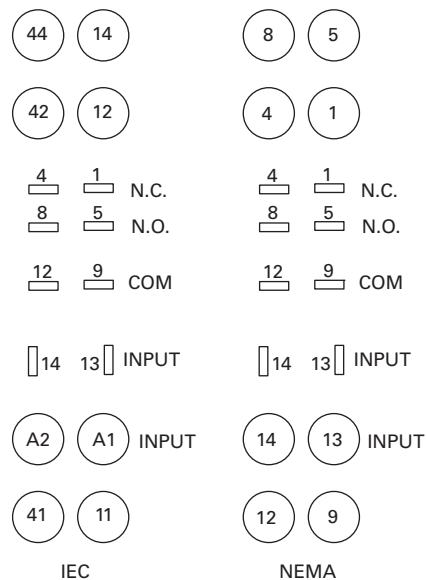 44 14 8 5
42 12 4 1
4 1 N.C. 4 1 N.C.
8 5 N.O. 8 5 N.O.
12 9 COM 12 9 COM
14 13 INPUT 14 13 INPUT
A2 A1 INPUT 14 13 INPUT
41 11 12 9
IEC NEMA